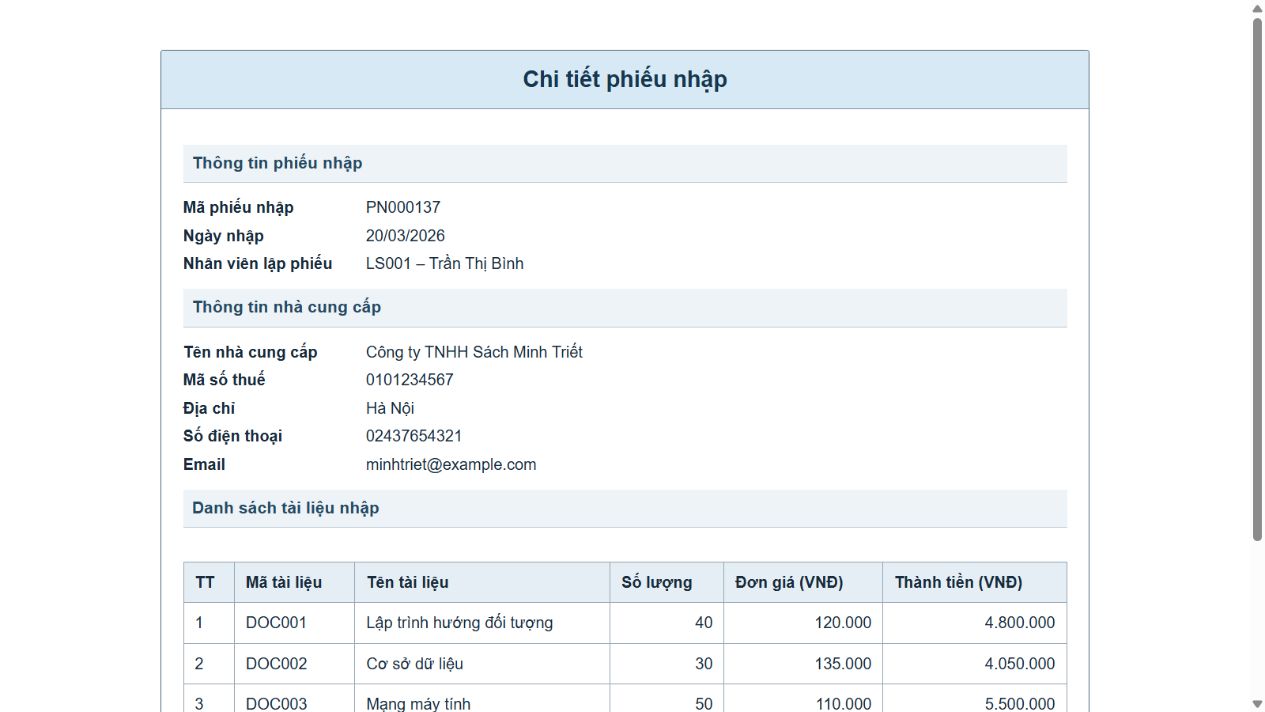 Chi tiết phiếu nhập
Thông tin phiếu nhập
Mã phiếu nhập PN000137
Ngày nhập 20/03/2026
Nhân viên lập phiếu LS001 – Trần Thị Bình
Thông tin nhà cung cấp
Tên nhà cung cấp Công ty TNHH Sách Minh Triết
Mã số thuế 0101234567
Địa chỉ Hà Nội
Số điện thoại 02437654321
Email minhtriet@example.com
Danh sách tài liệu nhập
TT Mã tài liệu Tên tài liệu Số lượng Đơn giá (VNĐ) Thành tiền (VNĐ)
1 DOC001 Lập trình hướng đối tượng 40 120.000 4.800.000
2 DOC002 Cơ sở dữ liệu 30 135.000 4.050.000
3 DOC003 Mạng máy tính 50 110.000 5.500.000